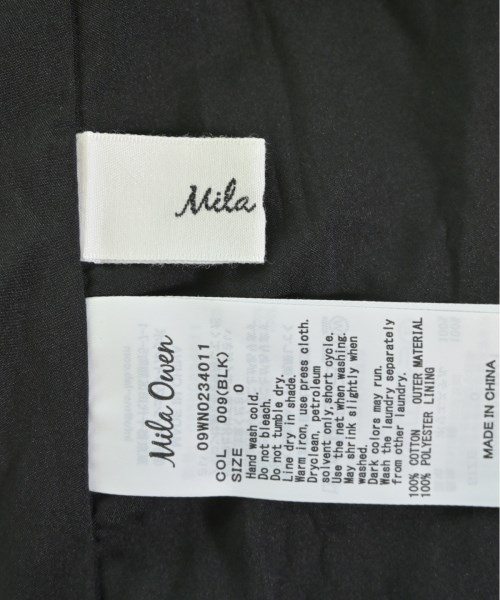 Mila
Mila Owen
09WN0234011
COL 009(BLK)
SIZE 0
Hand wash cold.
Do not bleach.
Do not tumble dry.
Line dry in shade.
Warm iron, use press cloth.
Dryclean, petroleum
solvent only,short cycle.
Use the net when washing.
May shrink slightly when
washed.
Dark colors may run.
Wash the laundry separately
from other laundry.
100% COTTON OUTER MATERIAL
100% POLYESTER LINING
MADE IN CHINA